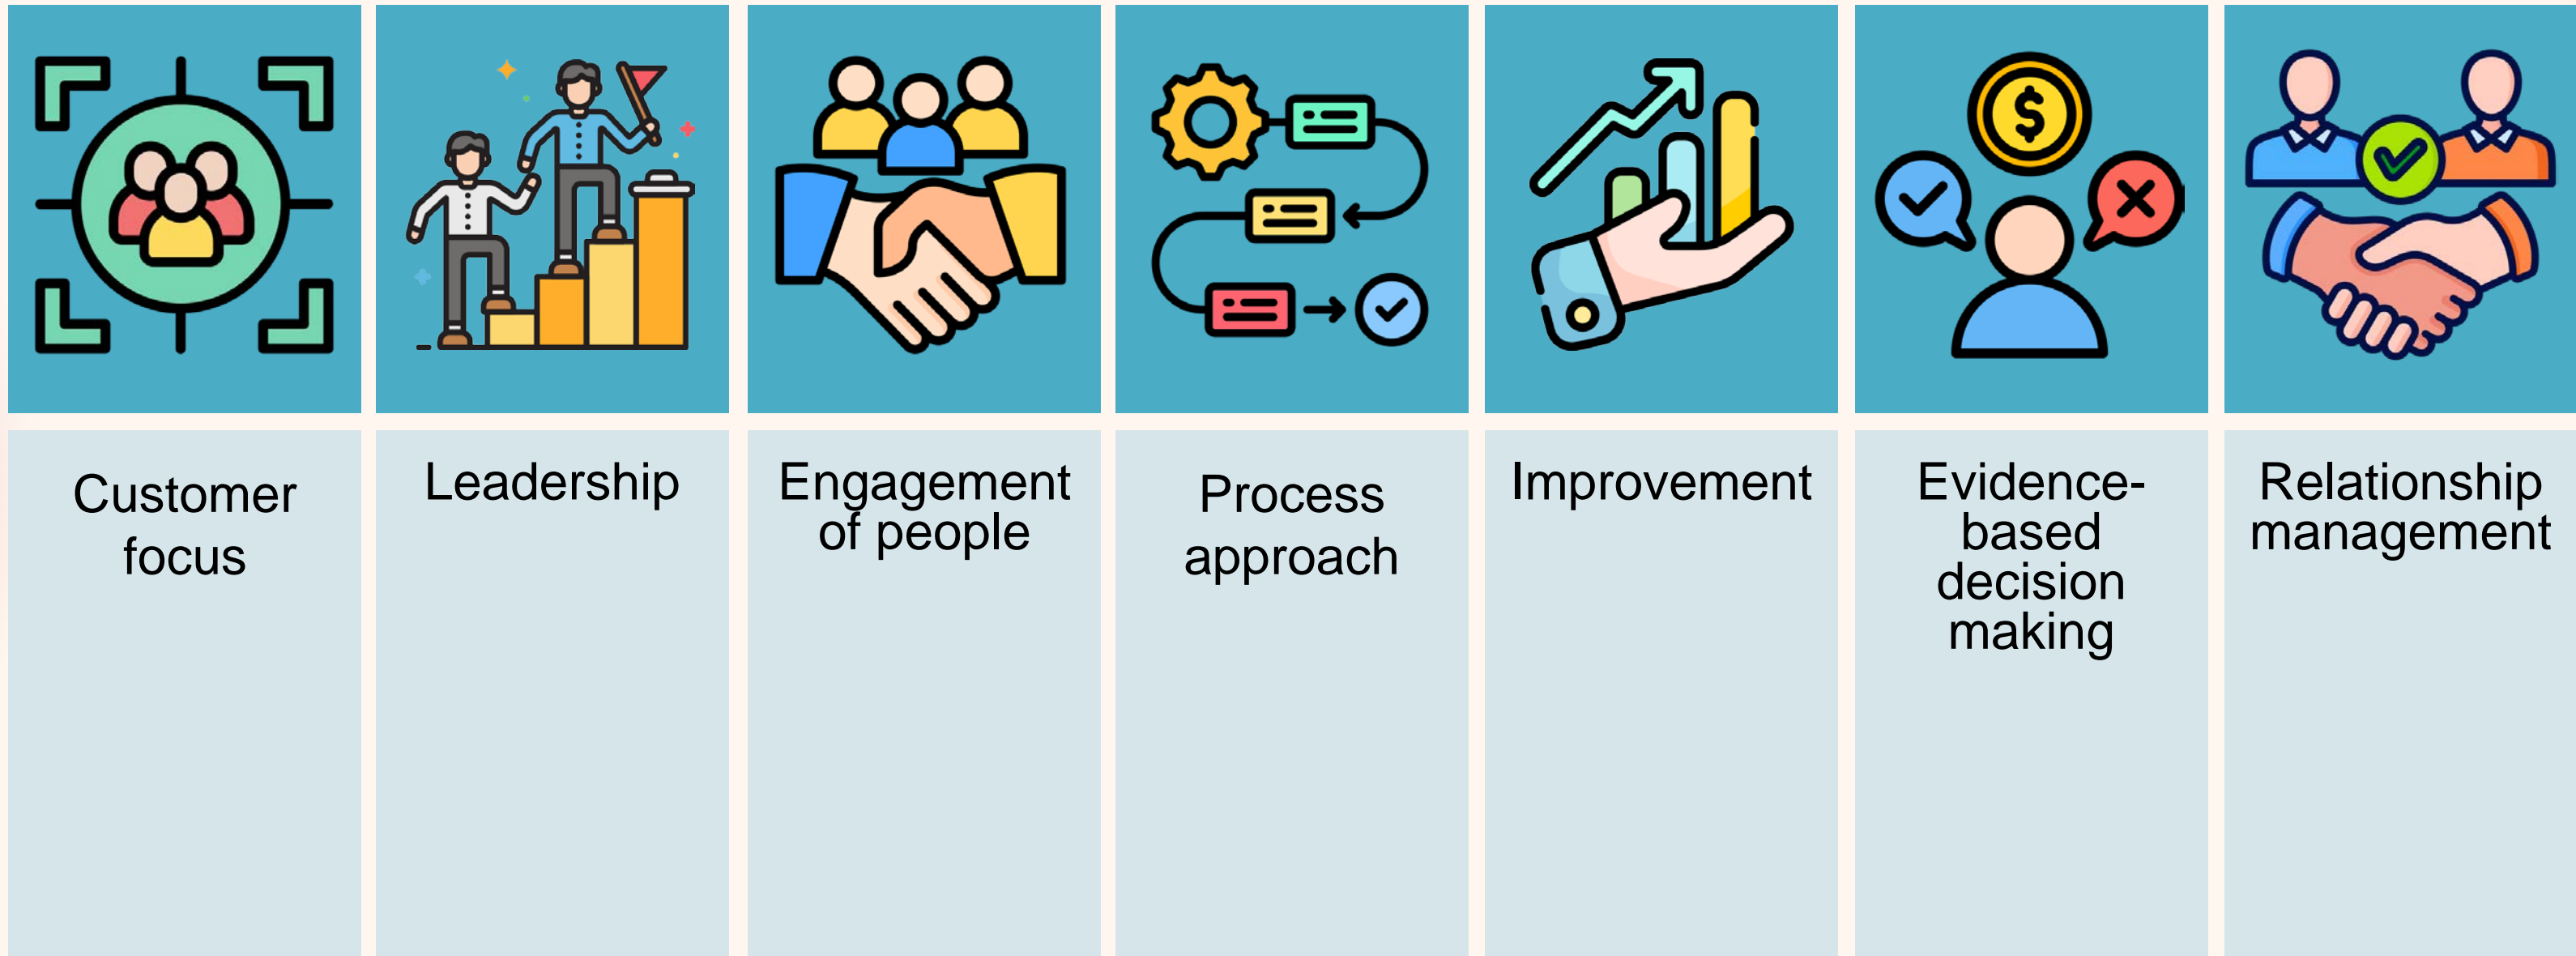 Customer
focus
Leadership
Engagement
of people
Process
approach
Improvement
Evidence-
based
decision
making
Relationship
management